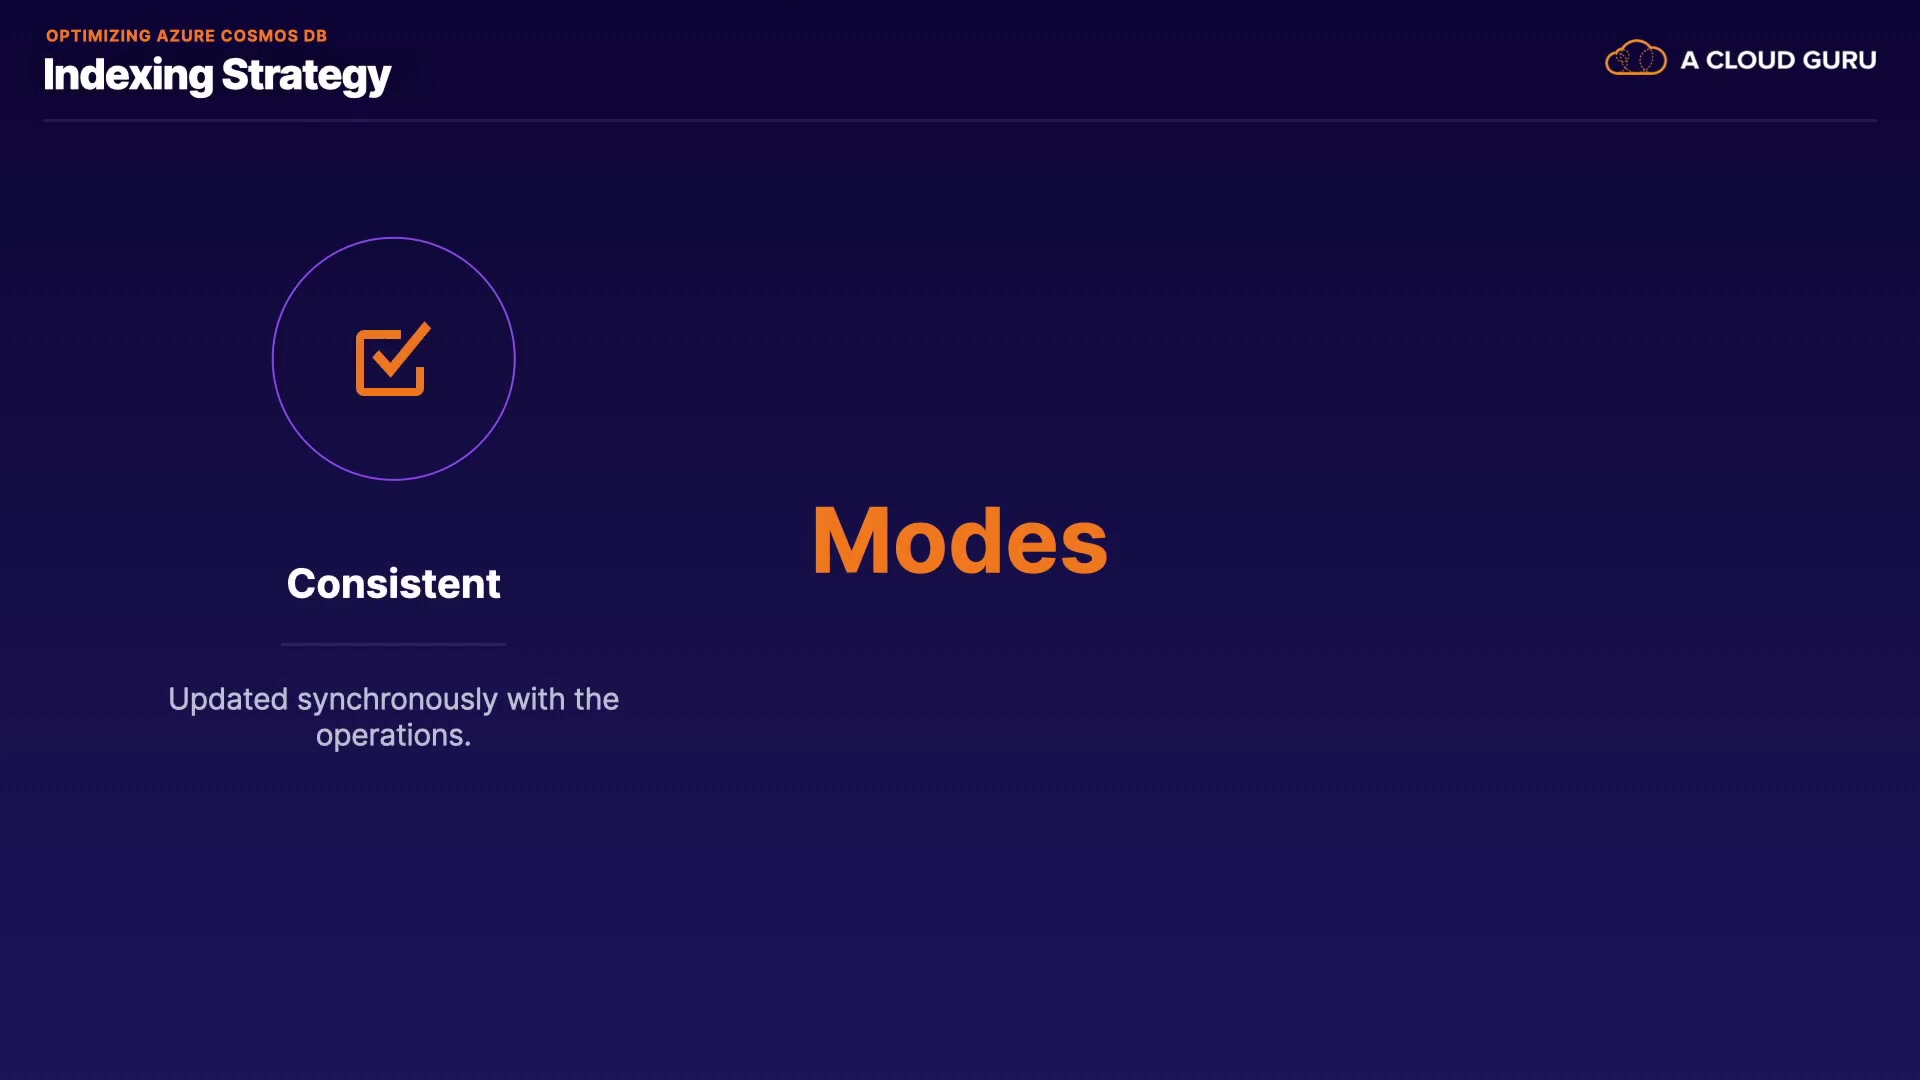 OPTIMIZING AZURE COSMOS DB
Indexing Strategy
A CLOUD GURU
Modes
Consistent
Updated synchronously with the
operations.